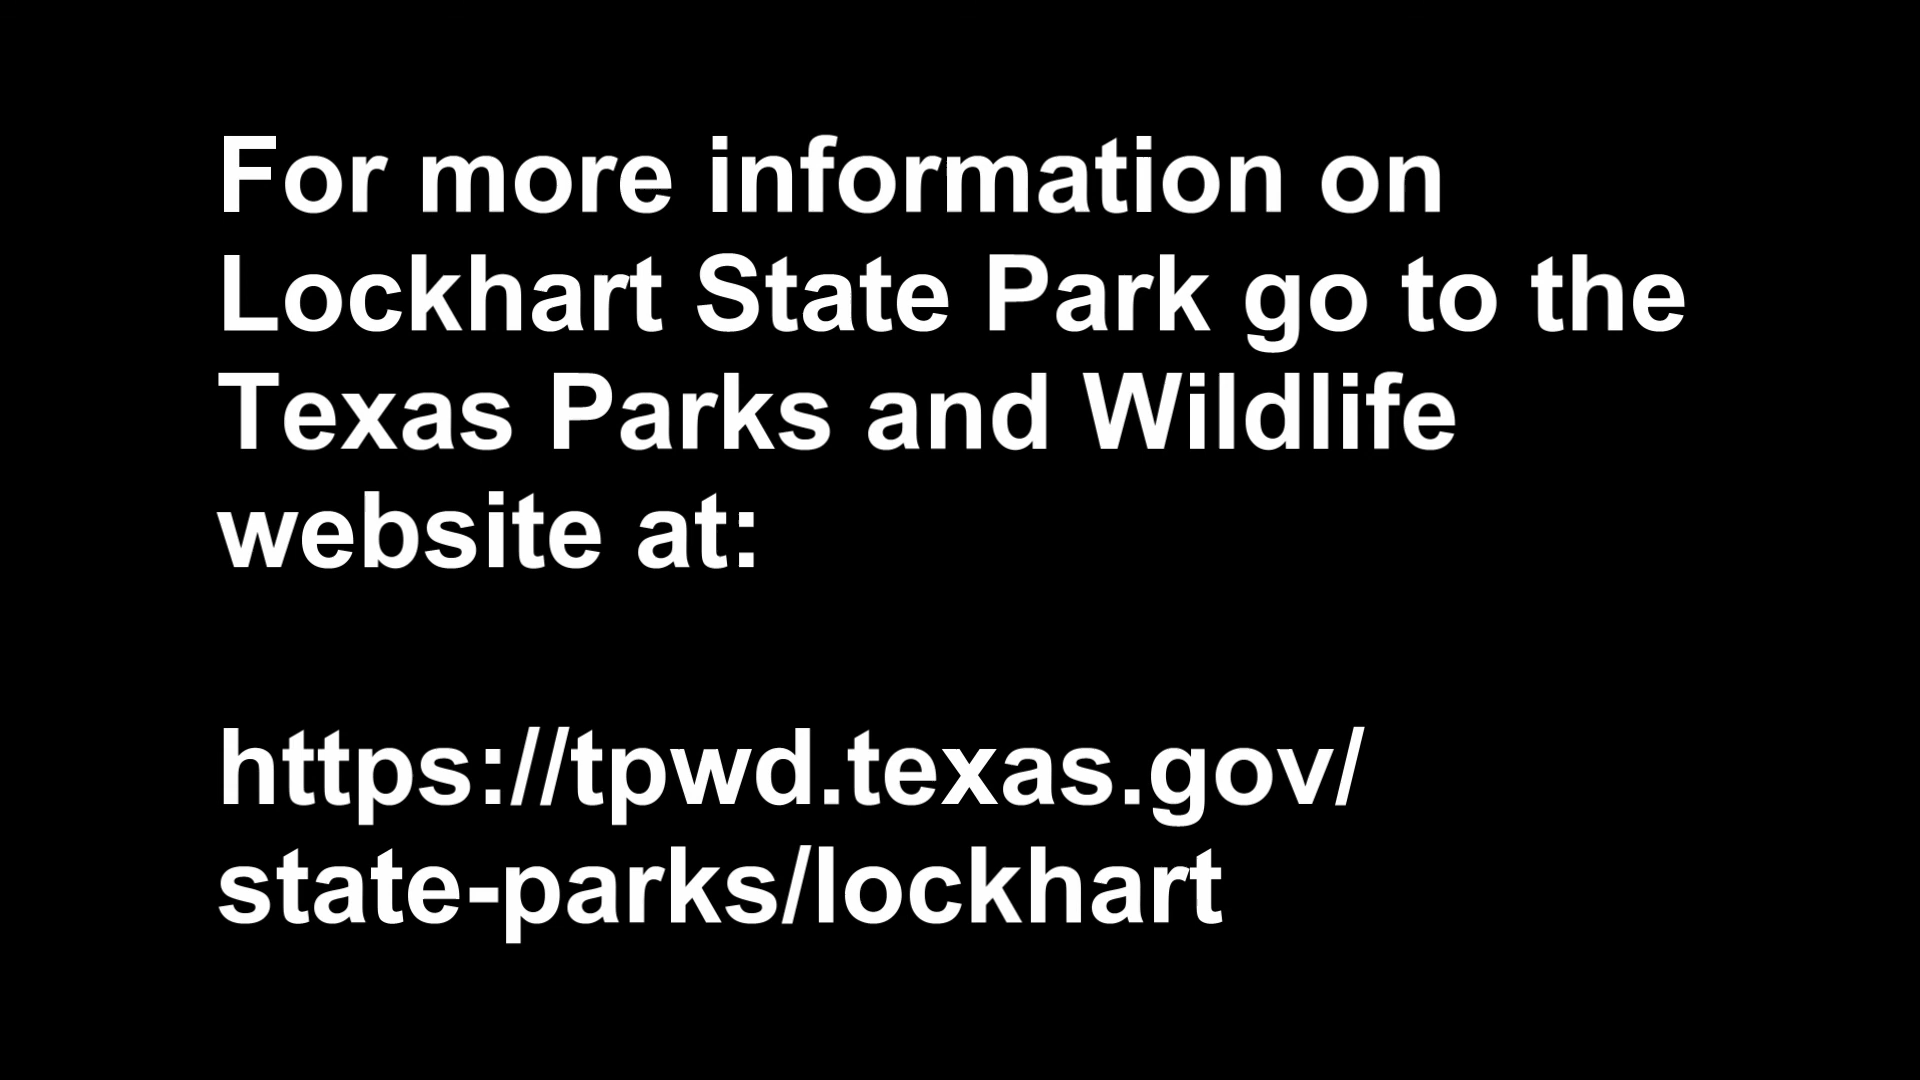 For more information on
Lockhart State Park go to the
Texas Parks and Wildlife
website at:
https://tpwd.texas.gov/
state-parks/lockhart